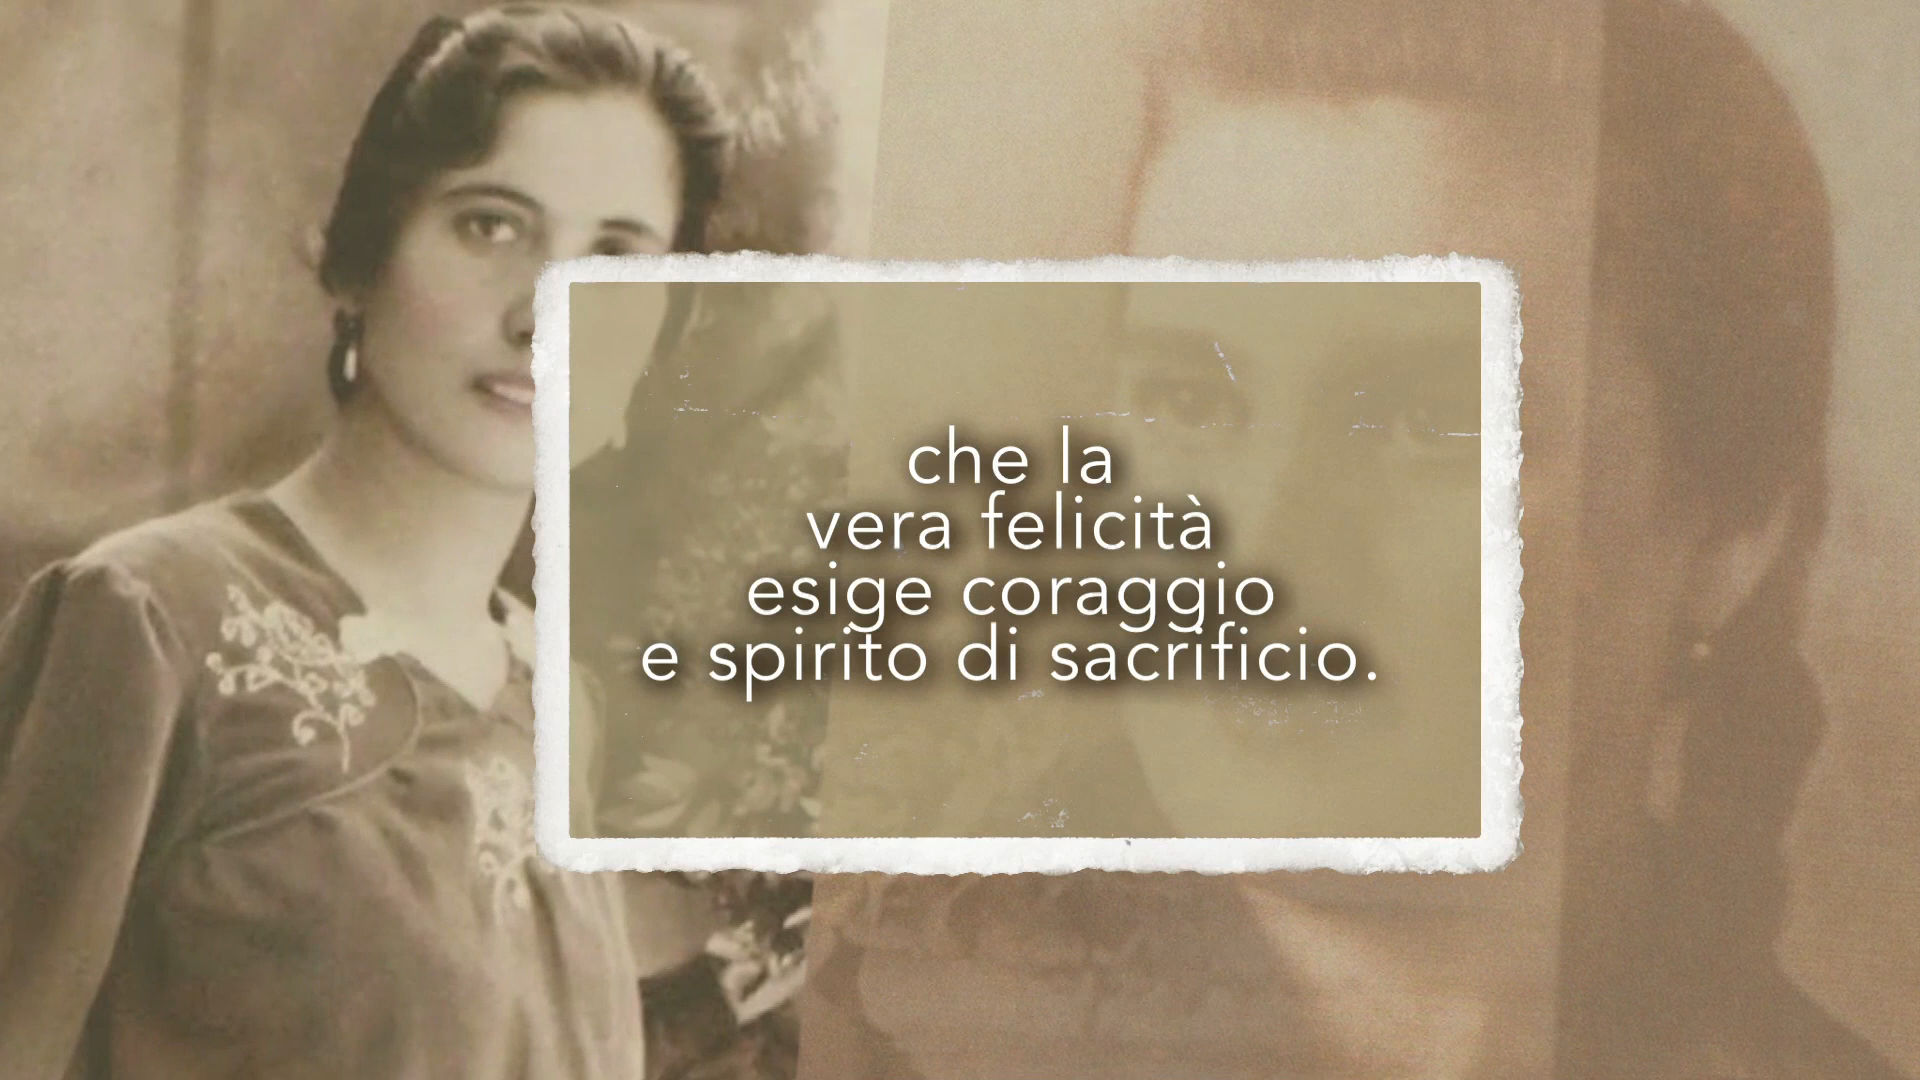 che la
vera felicità
esige coraggio
e spirito di sacrificio.